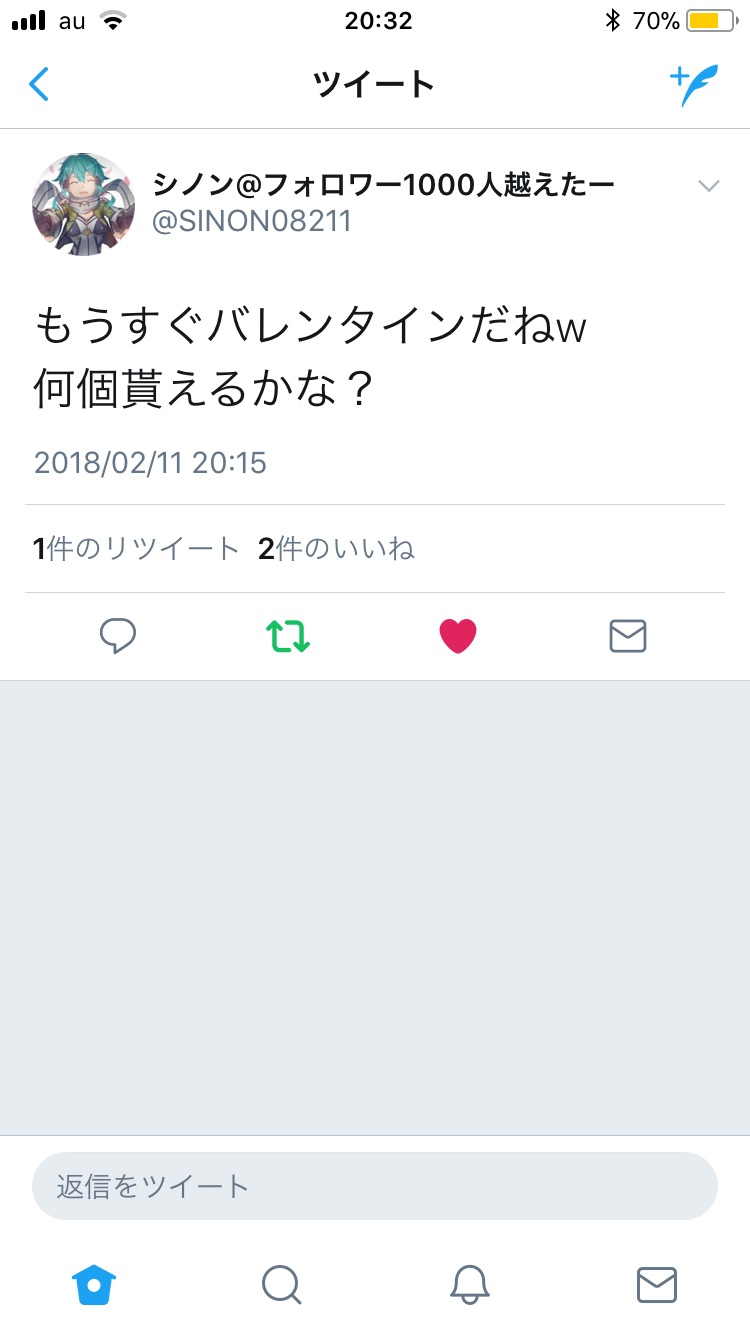 au 20:32 70%
ツイート
シノン@フォロワー1000人越えたー
@SINON08211
もうすぐバレンタインだねw
何個貰えるかな？
2018/02/11 20:15
1件のリツイート 2件のいいね
返信をツイート